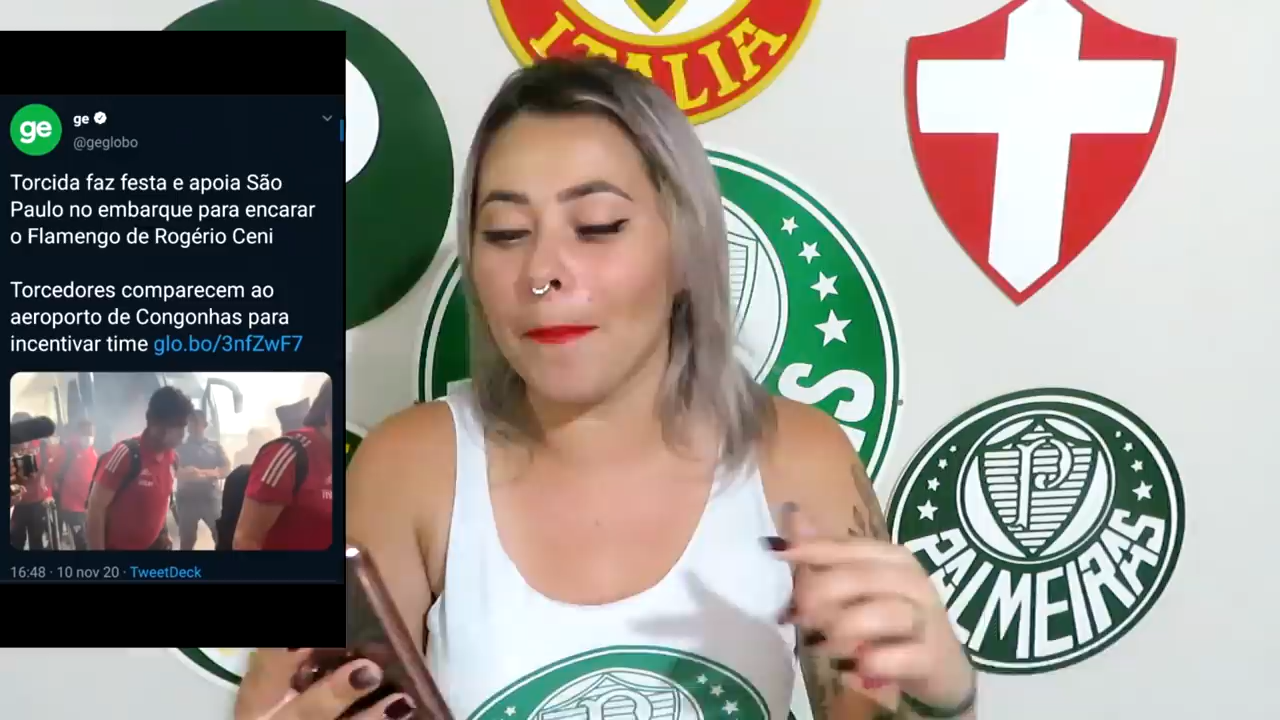 ge
ge
@geglobo
Torcida faz festa e apoia São
Paulo no embarque para encarar
o Flamengo de Rogério Ceni
Torcedores comparecem ao
aeroporto de Congonhas para
incentivar time glo.bo/3nfZwF7
16:48 · 10 nov 20 · TweetDeck
ITALIA
P
PALMEIRAS